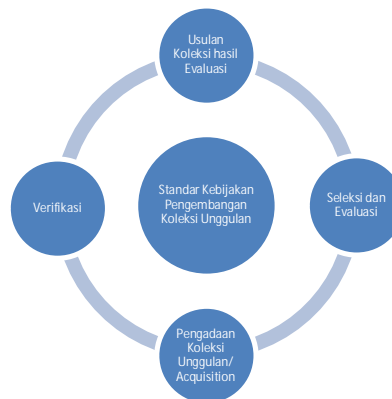 Usulan
Koleksi hasil
Evaluasi
Standar Kebijakan
Pengembangan
Koleksi Unggulan
Seleksi dan
Evaluasi
Pengadaan
Koleksi
Unggulan/
Acquisition
Verifikasi